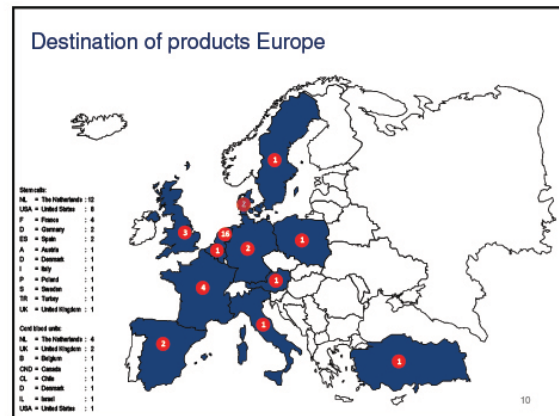 Destination of products Europe
Stem cells:
NL = The Netherlands : 12
USA = United States : 8
F = France : 4
D = Germany : 2
ES = Spain : 2
A = Austria : 1
D = Denmark : 1
I = Italy : 1
P = Poland : 1
S = Sweden : 1
TR = Turkey : 1
UK = United Kingdom : 1
Cord blood units:
NL = The Netherlands : 4
UK = United Kingdom : 2
B = Belgium : 1
CND = Canada : 1
CL = Chile : 1
D = Denmark : 1
IL = Israel : 1
USA = United States : 1
1
2
3
16
1
2
1
4
1
1
2
1
10